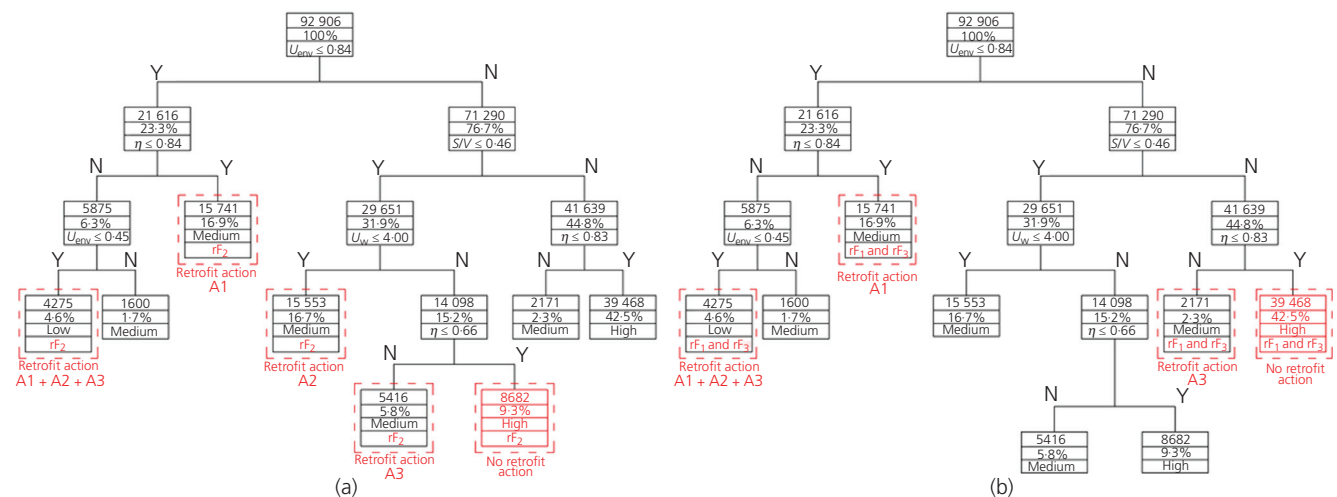 92 906
100%
Uenv ≤ 0·84
Y
N
21 616
23·3%
η ≤ 0·84
71 290
76·7%
S/V ≤ 0·46
N
Y
Y
N
5875
6·3%
Uenv ≤ 0·45
15 741
16·9%
Medium
rF2
Retrofit action
A1
29 651
31·9%
Uw ≤ 4·00
41 639
44·8%
η ≤ 0·83
Y
N
Y
N
N
Y
4275
4·6%
Low
rF2
Retrofit action
A1 + A2 + A3
1600
1·7%
Medium
15 553
16·7%
Medium
rF2
Retrofit action
A2
14 098
15·2%
η ≤ 0·66
2171
2·3%
Medium
39 468
42·5%
High
N
Y
5416
5·8%
Medium
rF2
Retrofit action
A3
8682
9·3%
High
rF2
No retrofit
action
(a)
92 906
100%
Uenv ≤ 0·84
Y
N
21 616
23·3%
η ≤ 0·84
71 290
76·7%
S/V ≤ 0·46
N
Y
Y
N
5875
6·3%
Uenv ≤ 0·45
15 741
16·9%
Medium
rF1 and rF3
Retrofit action
A1
29 651
31·9%
Uw ≤ 4·00
41 639
44·8%
η ≤ 0·83
Y
N
Y
N
N
Y
4275
4·6%
Low
rF1 and rF3
Retrofit action
A1 + A2 + A3
1600
1·7%
Medium
15 553
16·7%
Medium
14 098
15·2%
η ≤ 0·66
2171
2·3%
Medium
rF1 and rF3
Retrofit action
A3
39 468
42·5%
High
rF1 and rF3
No retrofit
action
N
Y
5416
5·8%
Medium
8682
9·3%
High
(b)